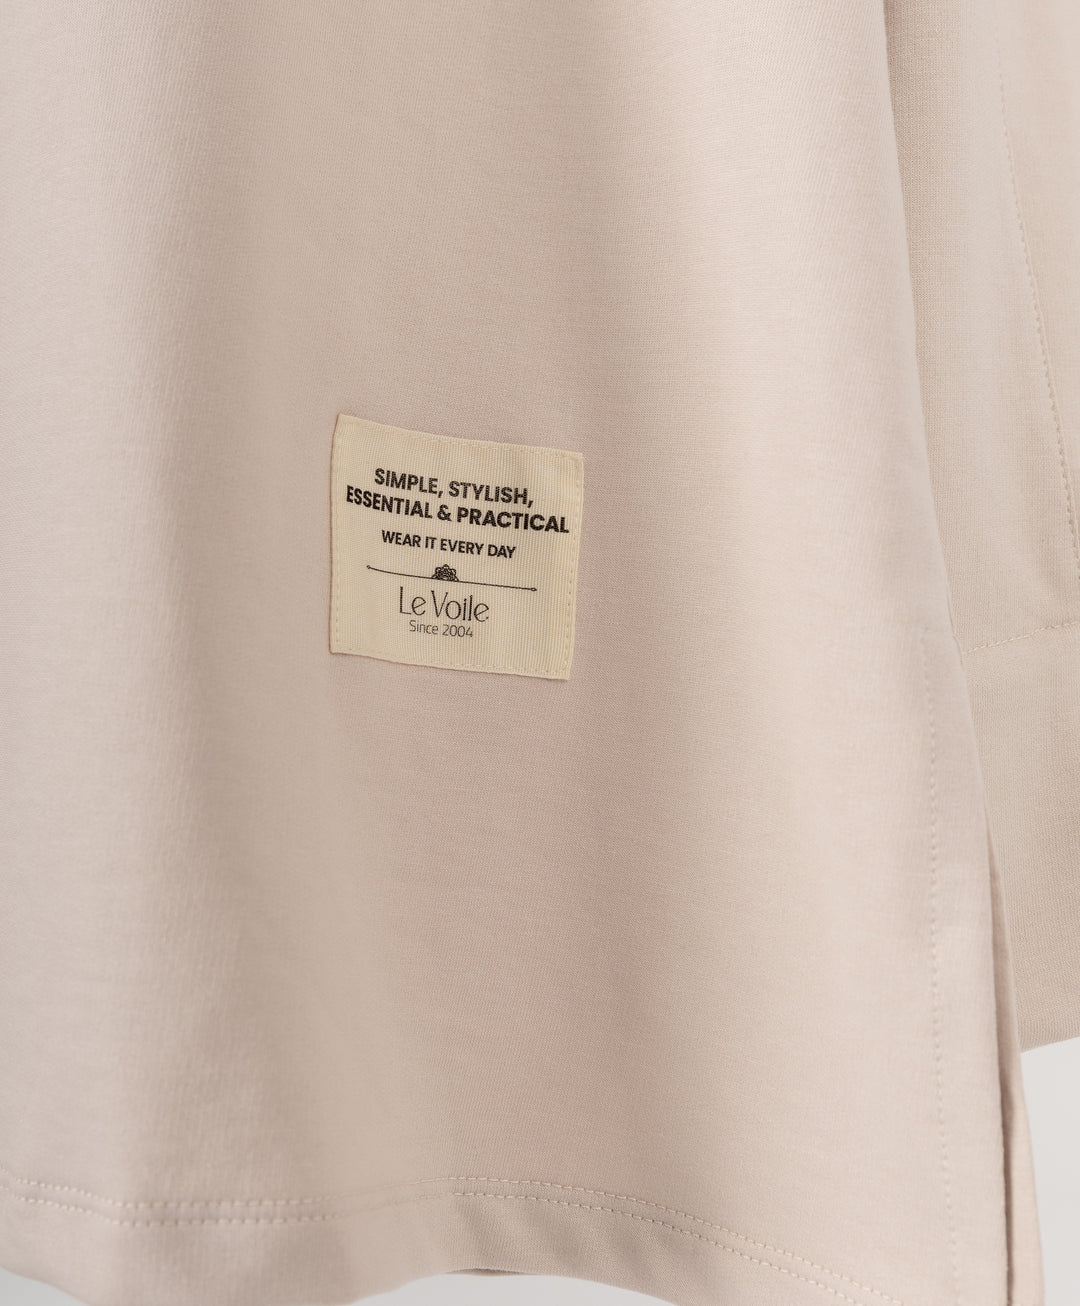 SIMPLE, STYLISH,
ESSENTIAL & PRACTICAL
WEAR IT EVERY DAY
Le Voile
Since 2004